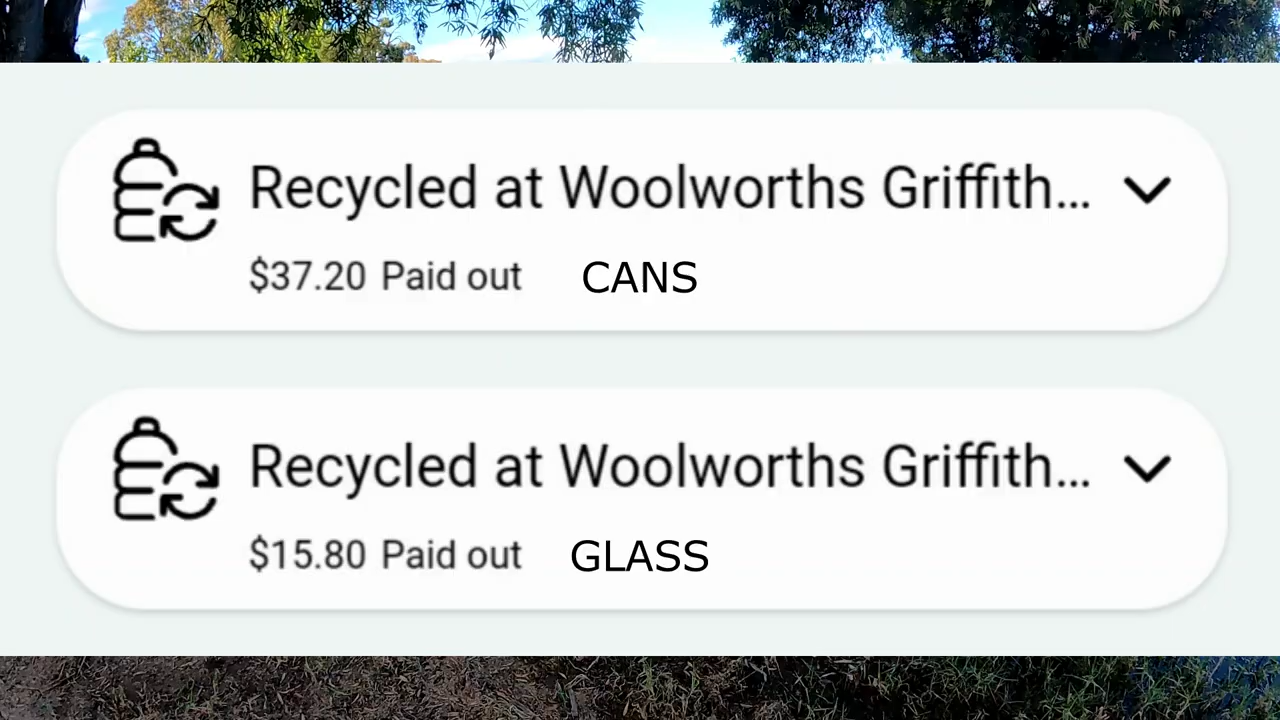 Recycled at Woolworths Griffith...
$37.20 Paid out CANS
Recycled at Woolworths Griffith...
$15.80 Paid out GLASS